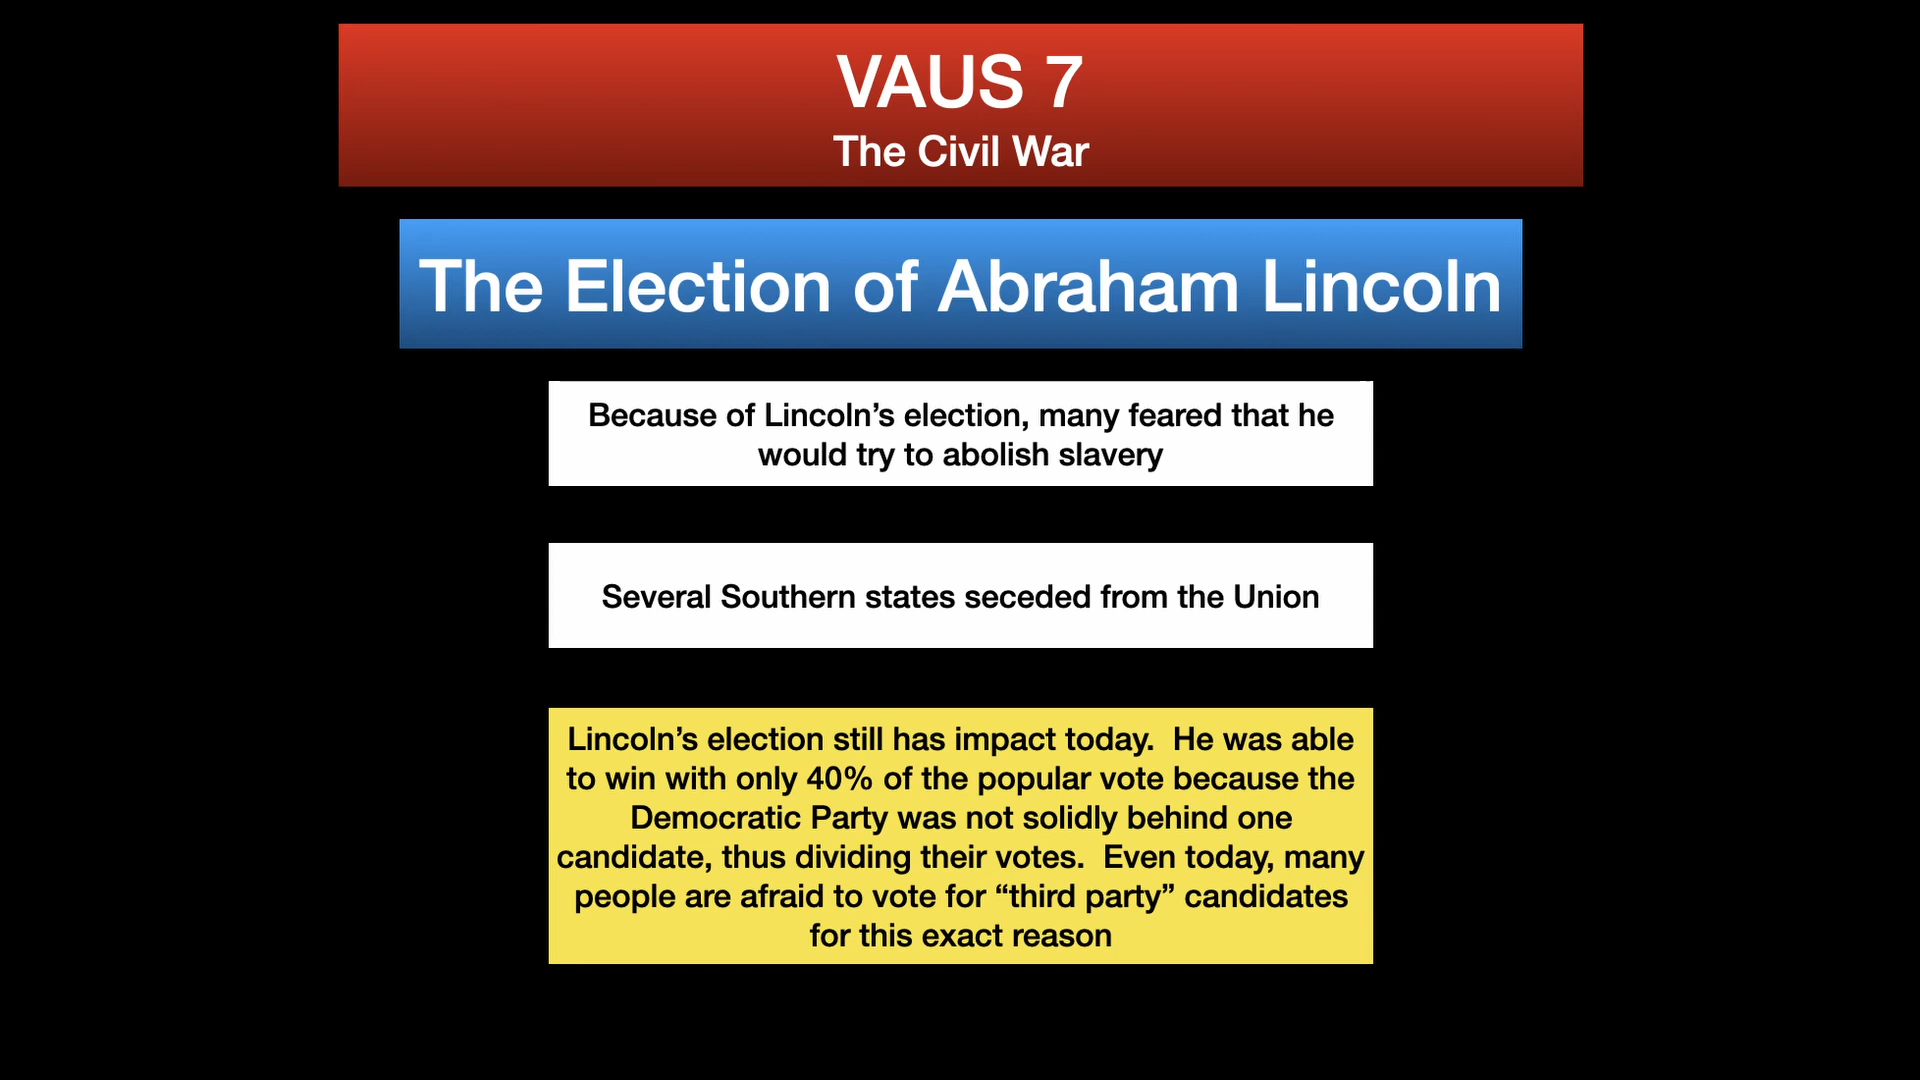 VAUS 7
The Civil War
The Election of Abraham Lincoln
Because of Lincoln’s election, many feared that he
would try to abolish slavery
Several Southern states seceded from the Union
Lincoln’s election still has impact today.  He was able
to win with only 40% of the popular vote because the
Democratic Party was not solidly behind one
candidate, thus dividing their votes.  Even today, many
people are afraid to vote for “third party” candidates
for this exact reason